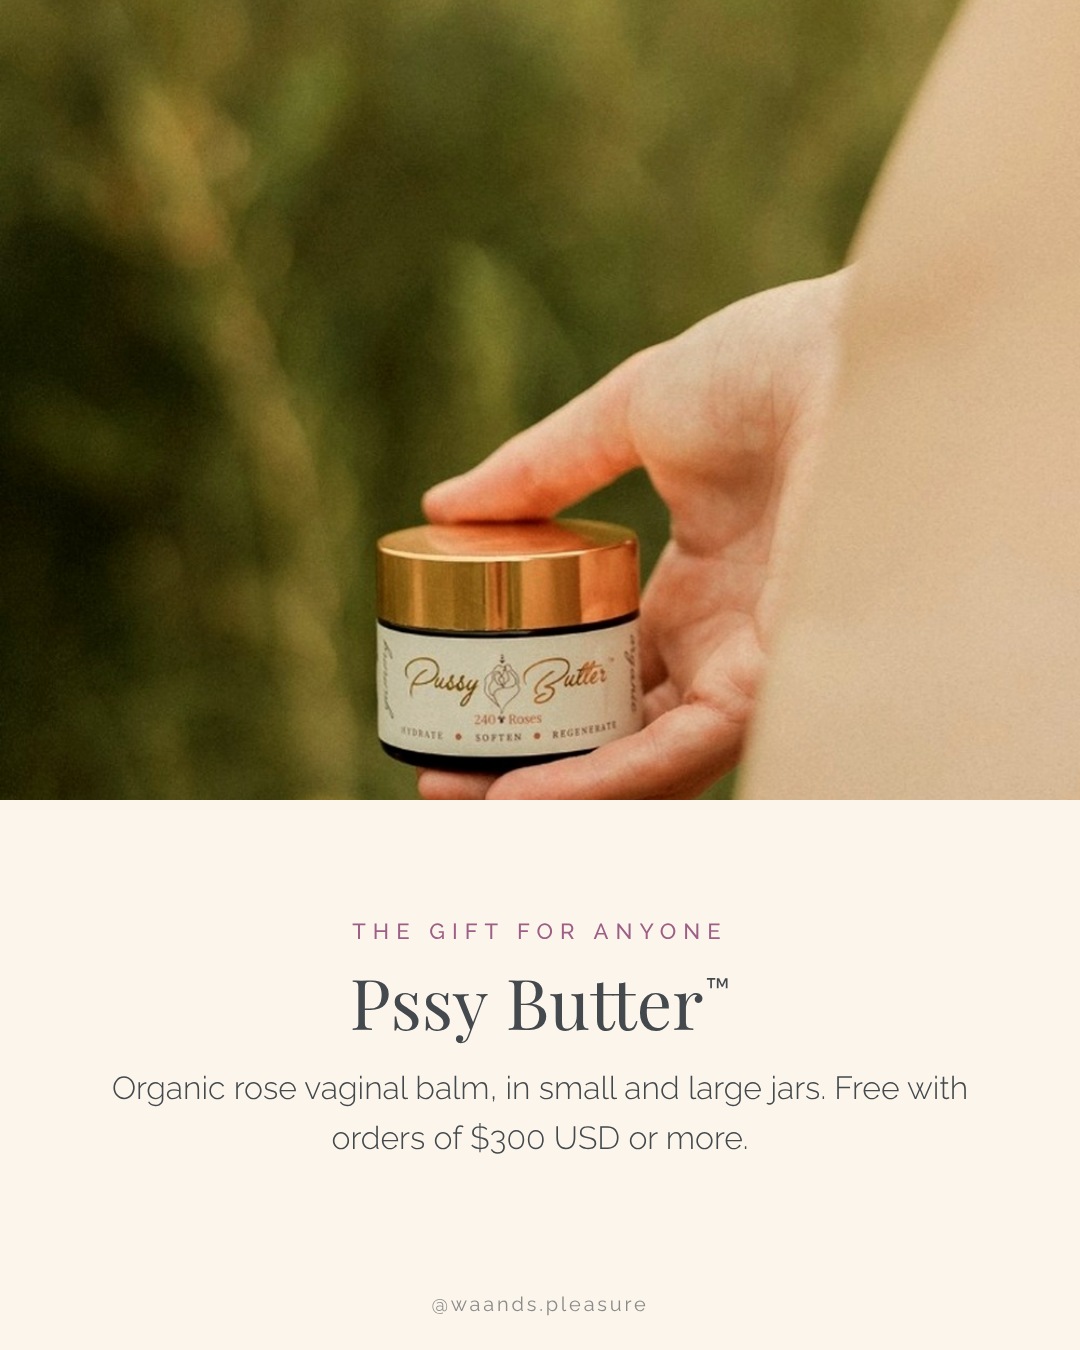 Pussy Butter™
240 Roses
HYDRATE • SOFTEN • REGENERATE
THE GIFT FOR ANYONE
Pssy Butter™
Organic rose vaginal balm, in small and large jars. Free with
orders of $300 USD or more.
@waands.pleasure